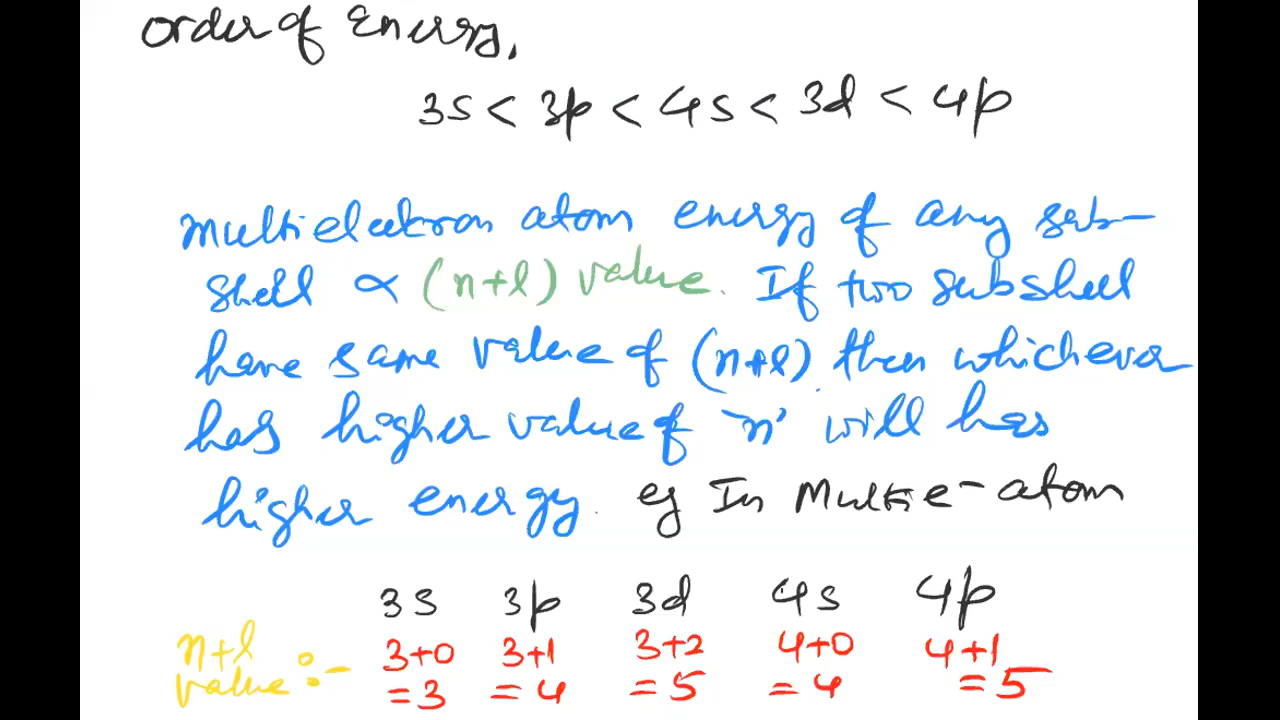 order of Energy,
3s < 3p < 4s < 3d < 4p
multielectron atom energy of any sub-
shell ∝ (n+l) value. If two subshell
have same value of (n+l) then whichever
has higher value of 'n' will has
higher energy. eg In Multi e- atom
3s 3p 3d 4s 4p
n+l value :- 3+0 3+1 3+2 4+0 4+1
=3 =4 =5 =4 =5